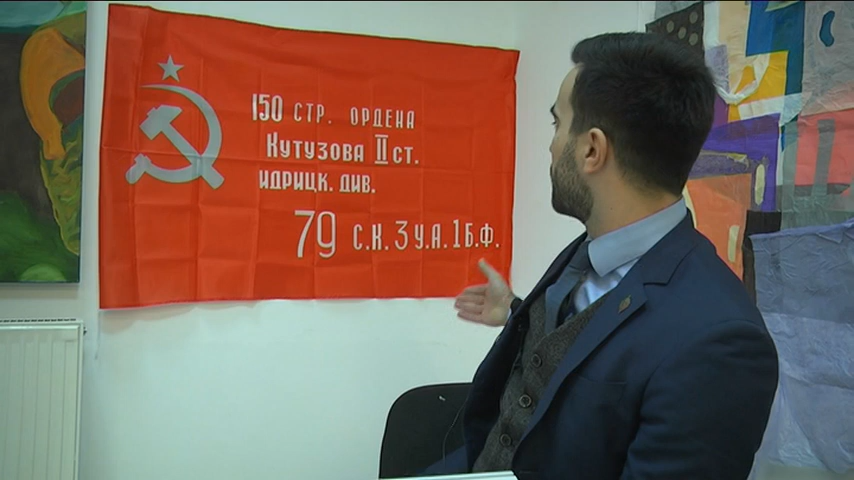 150 СТР. ОРДЕНА
КУТУЗОВА II СТ.
ИДРИЦК. ДИВ.
79 С.К. 3 У.А. 1 Б.Ф.